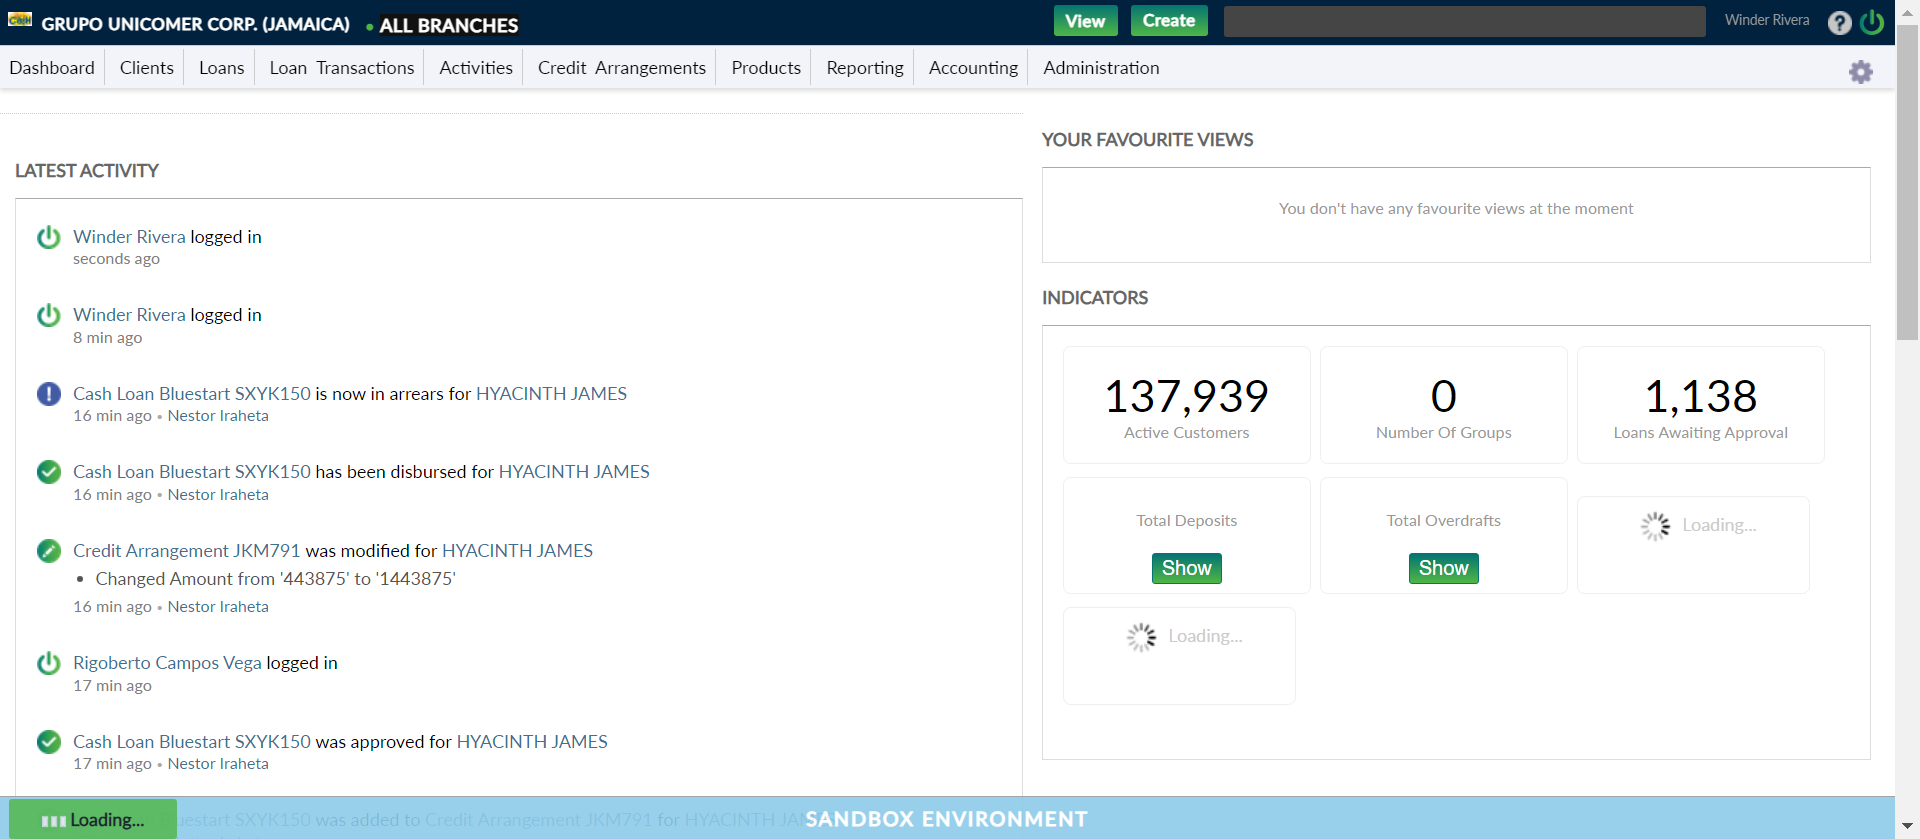 Cash
GRUPO UNICOMER CORP. (JAMAICA) • ALL BRANCHES
View
Create
Winder Rivera
?
Dashboard
Clients
Loans
Loan Transactions
Activities
Credit Arrangements
Products
Reporting
Accounting
Administration
LATEST ACTIVITY
Winder Rivera logged in
seconds ago
Winder Rivera logged in
8 min ago
Cash Loan Bluestart SXYK150 is now in arrears for HYACINTH JAMES
16 min ago • Nestor Iraheta
Cash Loan Bluestart SXYK150 has been disbursed for HYACINTH JAMES
16 min ago • Nestor Iraheta
Credit Arrangement JKM791 was modified for HYACINTH JAMES
• Changed Amount from '443875' to '1443875'
16 min ago • Nestor Iraheta
Rigoberto Campos Vega logged in
17 min ago
Cash Loan Bluestart SXYK150 was approved for HYACINTH JAMES
17 min ago • Nestor Iraheta
SXYK150 was added to Credit Arrangement JKM791 for HYACINTH
YOUR FAVOURITE VIEWS
You don't have any favourite views at the moment
INDICATORS
137,939
Active Customers
0
Number Of Groups
1,138
Loans Awaiting Approval
Total Deposits
Show
Total Overdrafts
Show
Loading...
Loading...
Loading...
SANDBOX ENVIRONMENT